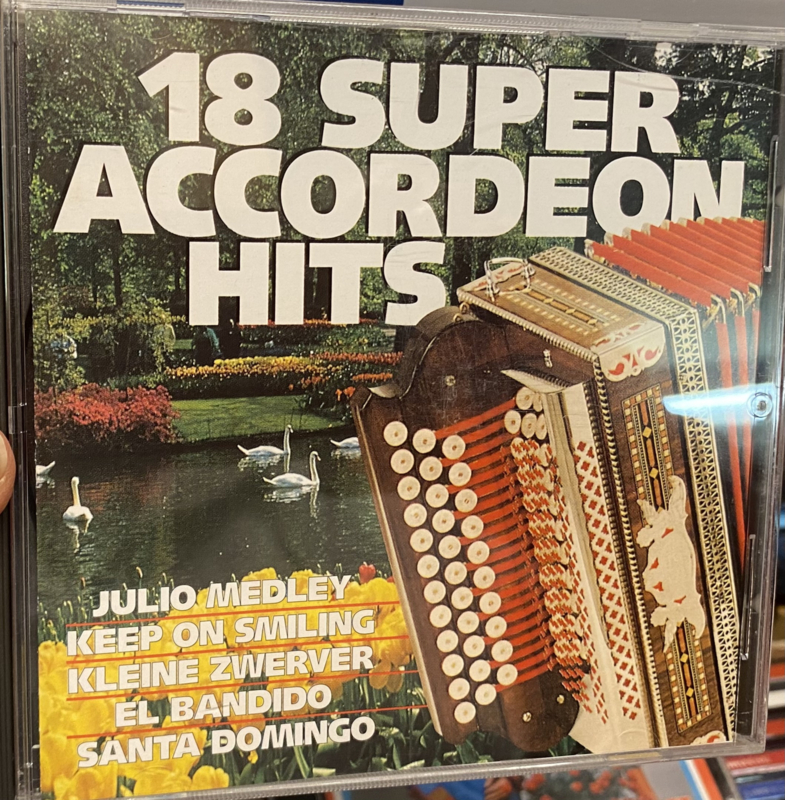 18 SUPER
ACCORDEON
HITS
JULIO MEDLEY
KEEP ON SMILING
KLEINE ZWERVER
EL BANDIDO
SANTA DOMINGO